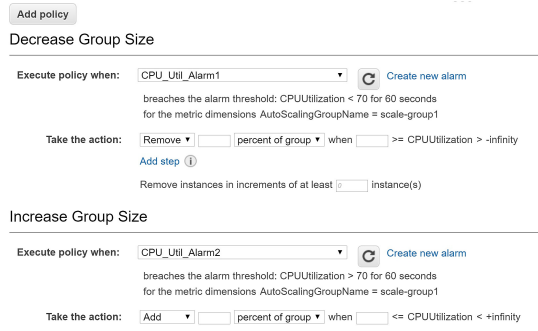 Add policy
Decrease Group Size
Execute policy when: CPU_Util_Alarm1 Create new alarm
breaches the alarm threshold: CPUUtilization < 70 for 60 seconds
for the metric dimensions AutoScalingGroupName = scale-group1
Take the action: Remove percent of group when >= CPUUtilization > -infinity
Add step i
Remove instances in increments of at least 0 instance(s)
Increase Group Size
Execute policy when: CPU_Util_Alarm2 Create new alarm
breaches the alarm threshold: CPUUtilization > 70 for 60 seconds
for the metric dimensions AutoScalingGroupName = scale-group1
Take the action: Add percent of group when <= CPUUtilization < +infinity